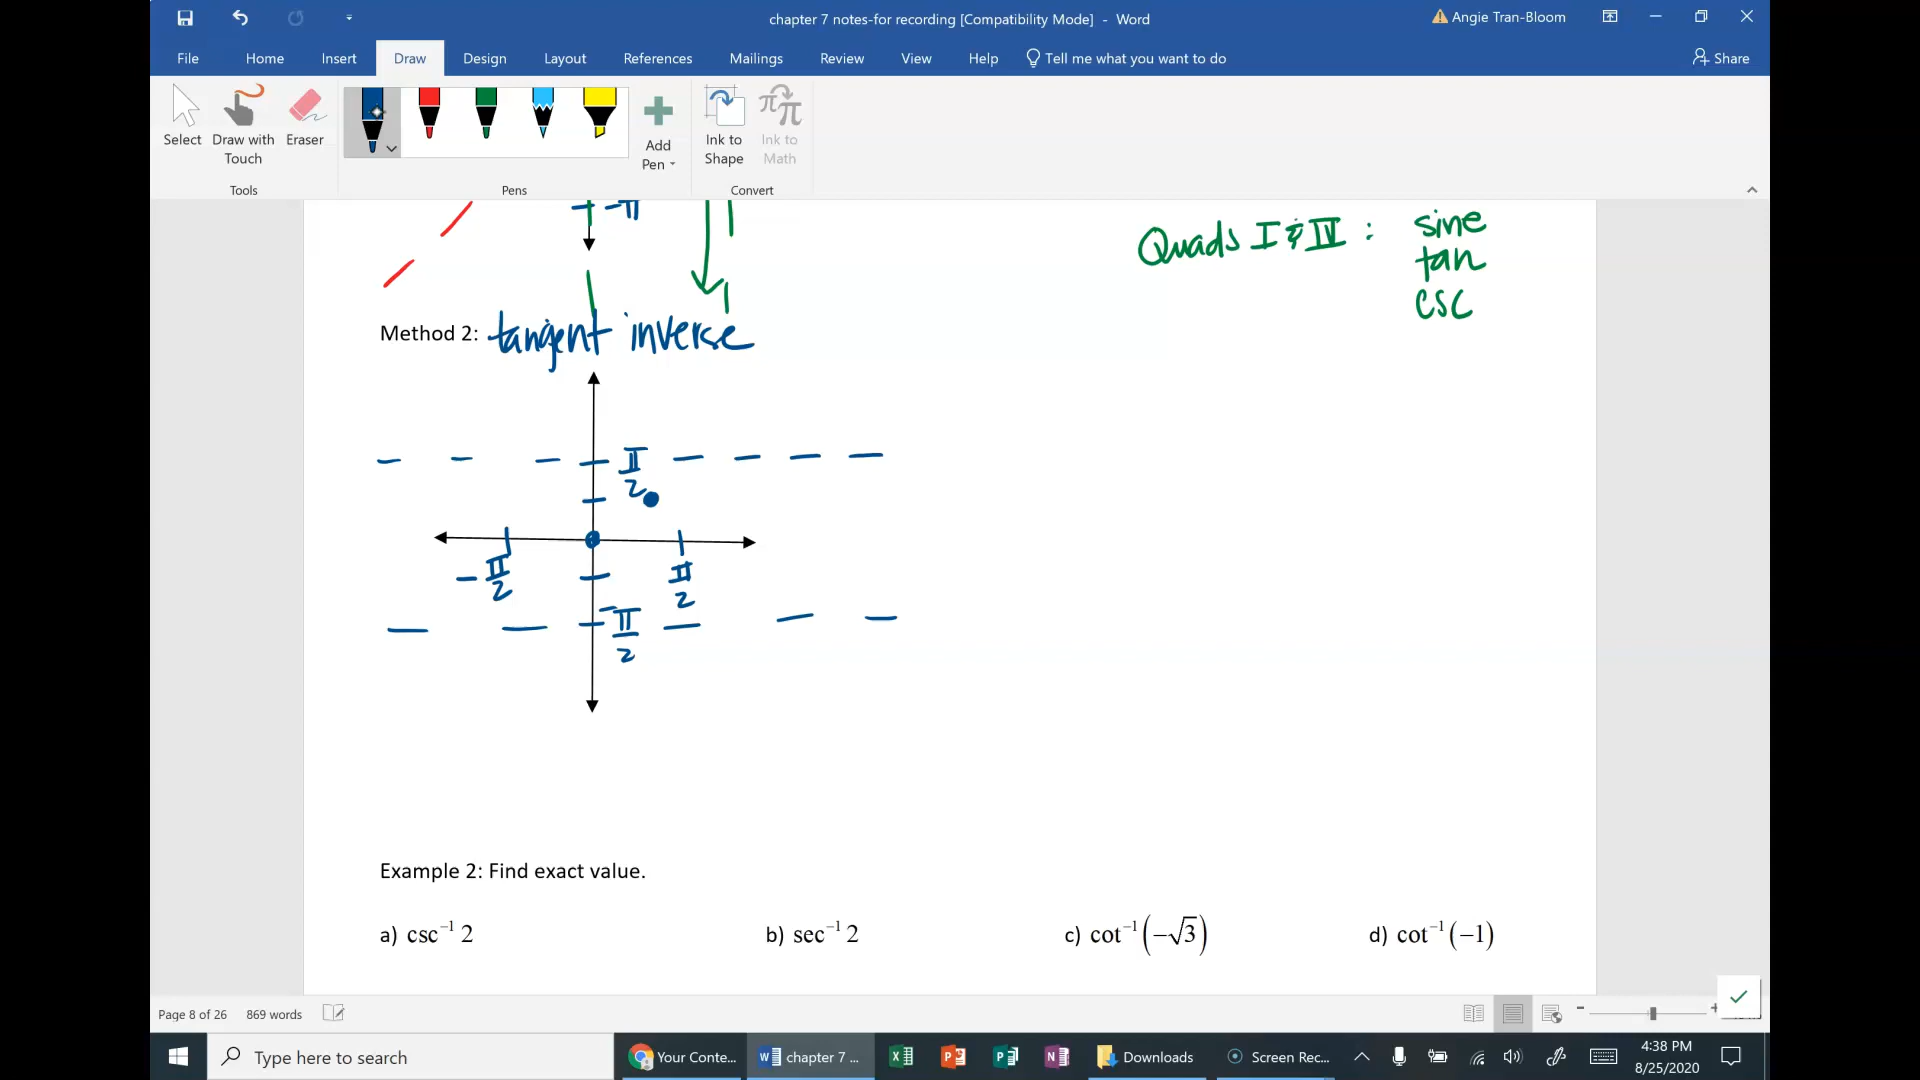 chapter 7 notes-for recording [Compatibility Mode] - Word
Angie Tran-Bloom
File Home Insert Draw Design Layout References Mailings Review View Help Tell me what you want to do Share
Select Draw with Touch Eraser Add Pen Ink to Shape Ink to Math
Tools Pens Convert
-π
Quads I & IV : sine
tan
csc
Method 2: tangent inverse
π/2
-π/2 π/2
-π/2
Example 2: Find exact value.
a) csc⁻¹ 2 b) sec⁻¹ 2 c) cot⁻¹(-√3) d) cot⁻¹(-1)
Page 8 of 26 869 words
Type here to search Your Conte... chapter 7 ... Downloads Screen Rec... 4:38 PM
8/25/2020